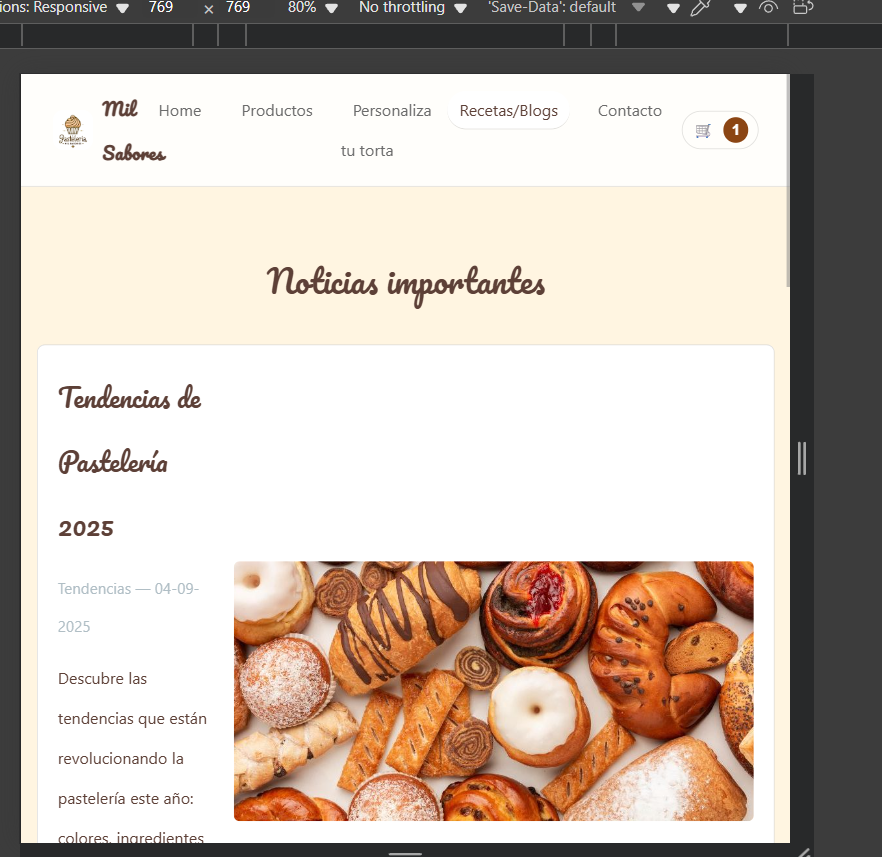 ions: Responsive 769 × 769 80% No throttling 'Save-Data': default
Pastelería
Mil
Sabores
Home Productos Personaliza
tu torta
Recetas/Blogs Contacto
1
Noticias importantes
Tendencias de
Pastelería
2025
Tendencias — 04-09-
2025
Descubre las
tendencias que están
revolucionando la
pastelería este año:
colores, ingredientes